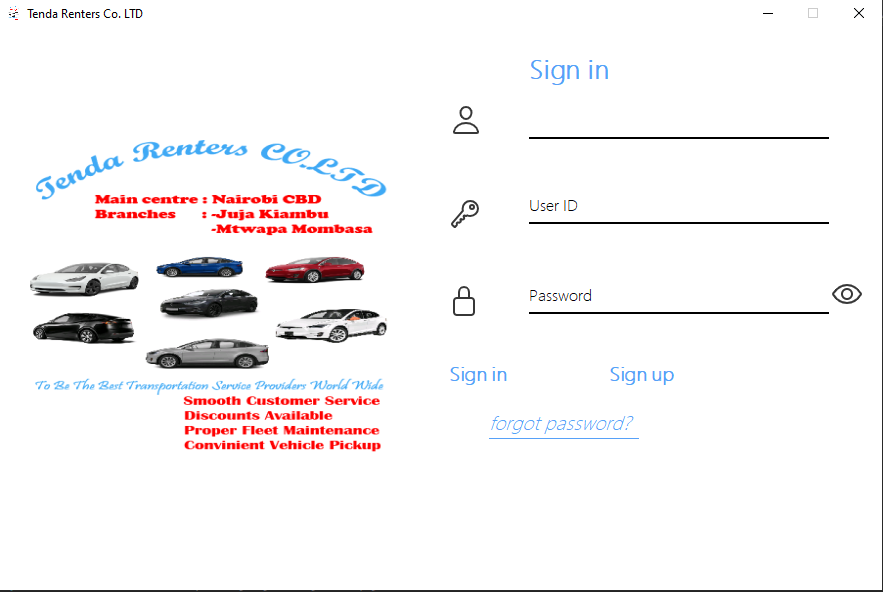 Tenda Renters Co. LTD
Tenda Renters CO.LTD
Main centre : Nairobi CBD
Branches : -Juja Kiambu
-Mtwapa Mombasa
To Be The Best Transportation Service Providers World Wide
Smooth Customer Service
Discounts Available
Proper Fleet Maintenance
Convinient Vehicle Pickup
Sign in
User ID
Password
Sign in Sign up
forgot password?